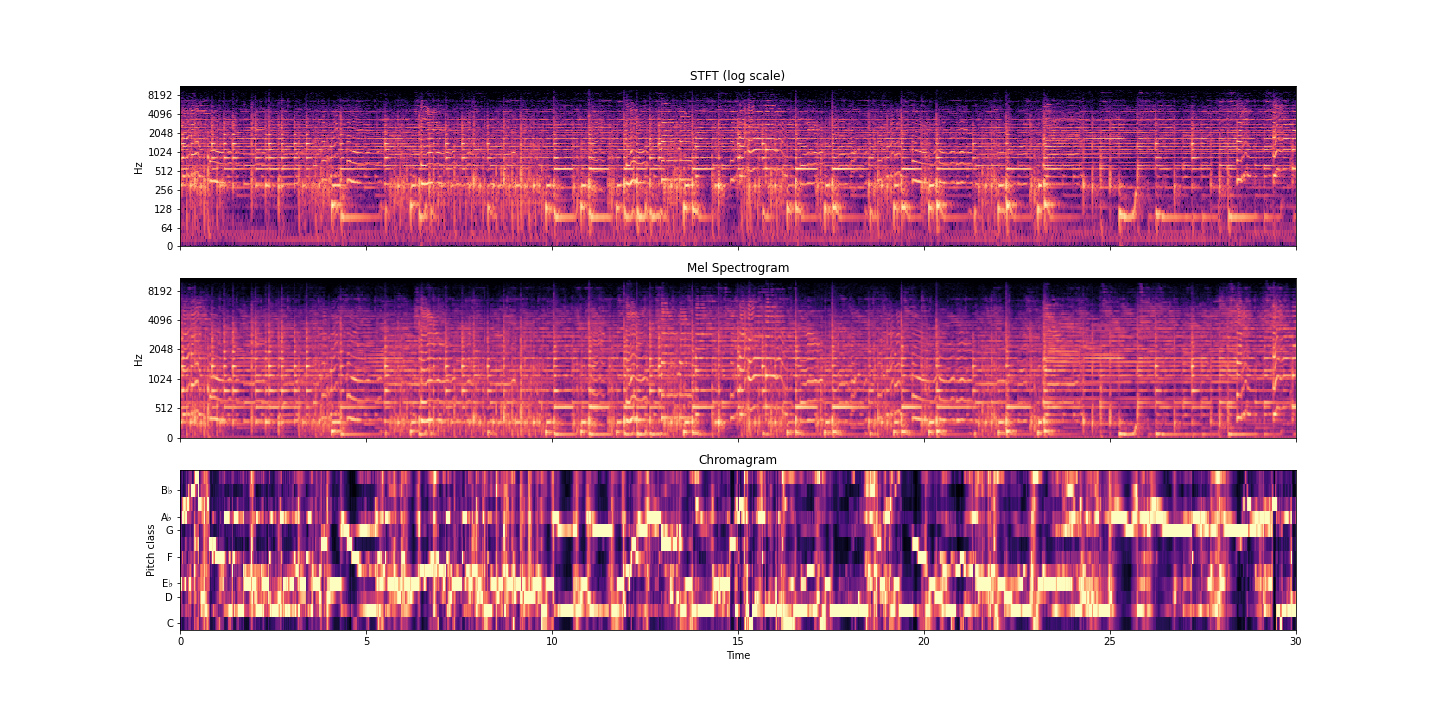 STFT (log scale)
8192
4096
2048
1024
512
256
128
64
0
Hz
Mel Spectrogram
8192
4096
2048
1024
512
0
Hz
Chromagram
B♭
A♭
G
F
E♭
D
C
Pitch class
0 5 10 15 20 25 30
Time